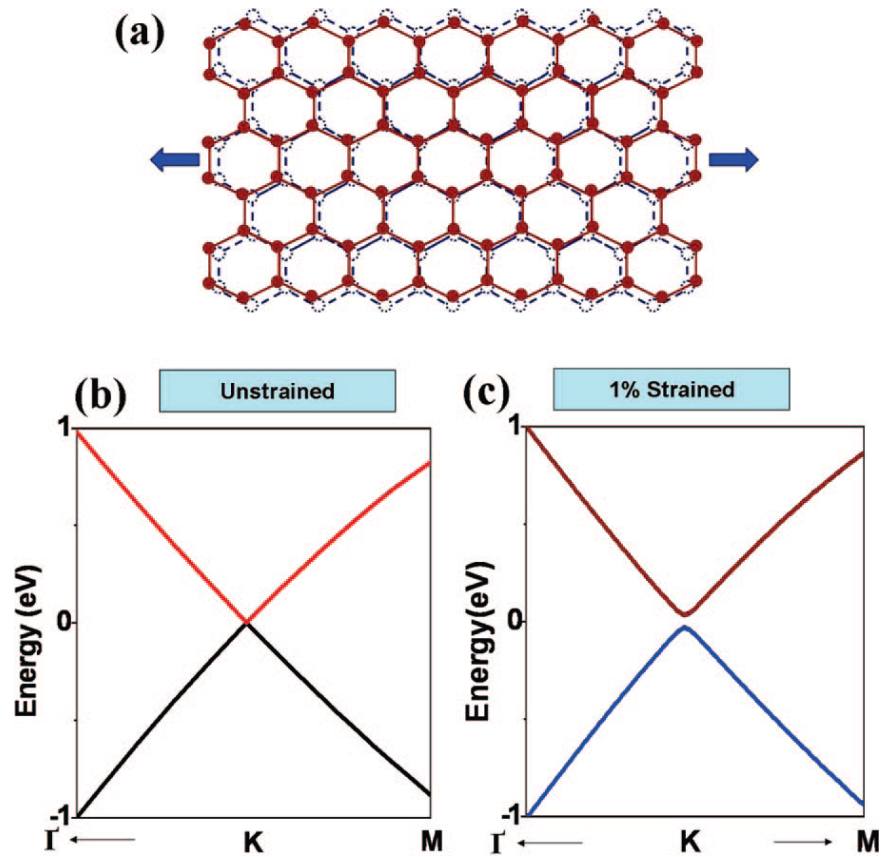 (a)
(b) Unstrained
(c) 1% Strained
1
0
-1
Energy (eV)
Γ K M
1
0
-1
Energy (eV)
Γ K M